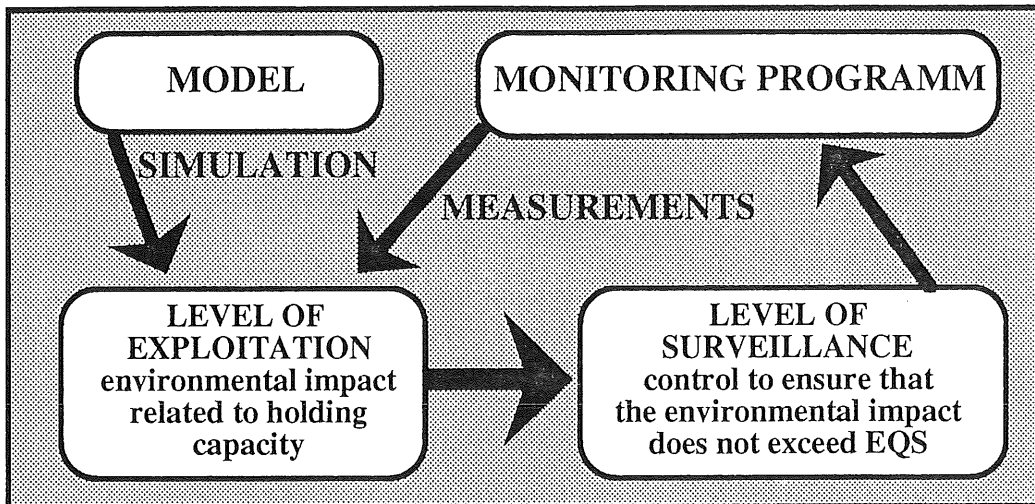 MODEL
MONITORING PROGRAMM
SIMULATION
MEASUREMENTS
LEVEL OF
EXPLOITATION
environmental impact
related to holding
capacity
LEVEL OF
SURVEILLANCE
control to ensure that
the environmental impact
does not exceed EQS